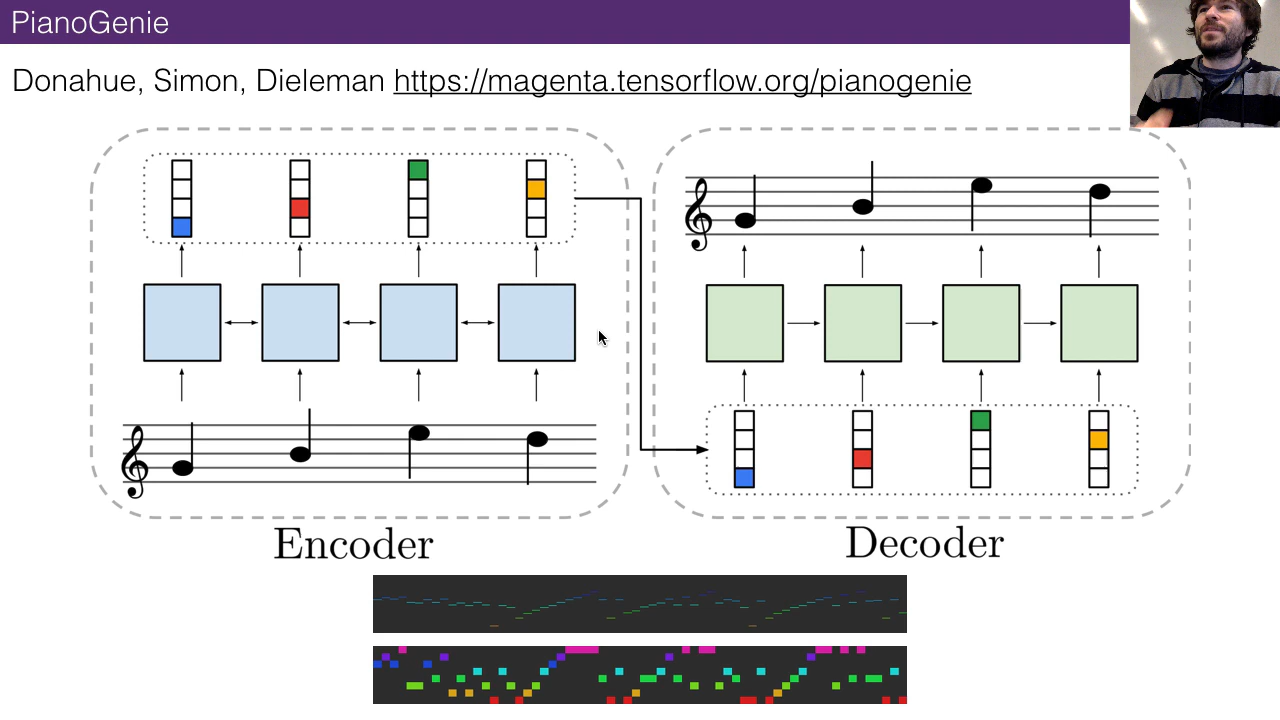 PianoGenie
Donahue, Simon, Dieleman https://magenta.tensorflow.org/pianogenie
Encoder
Decoder